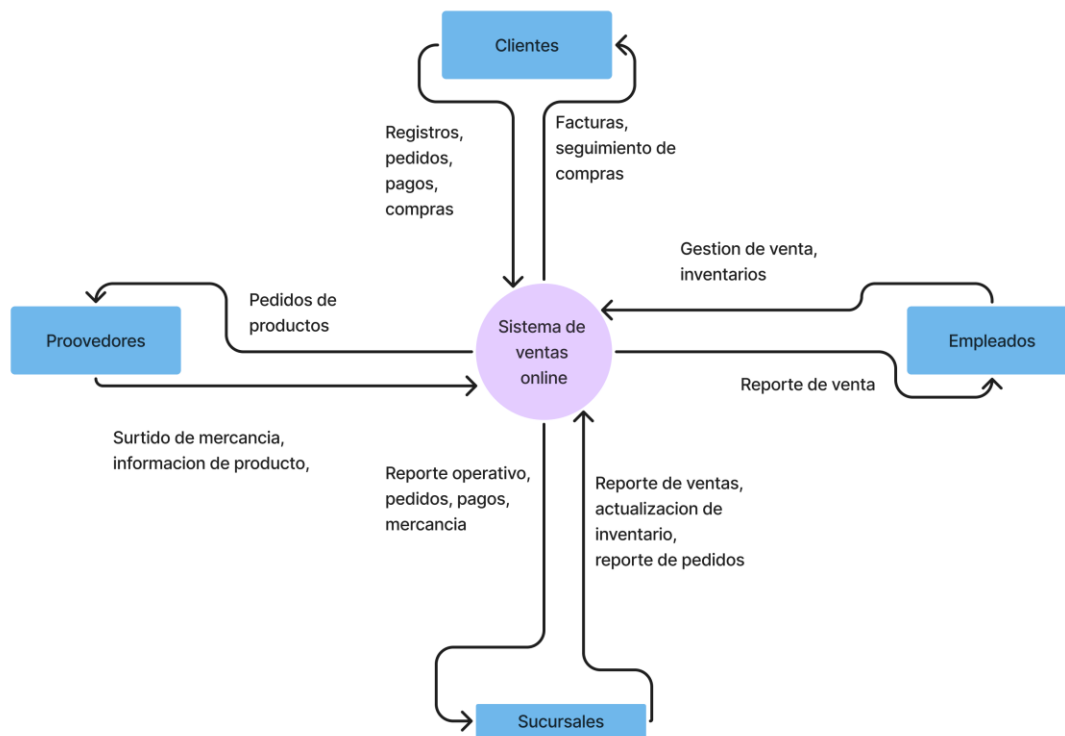 Clientes
Registros,
pedidos,
pagos,
compras
Facturas,
seguimiento de
compras
Gestion de venta,
inventarios
Pedidos de
productos
Proovedores
Sistema de
ventas
online
Empleados
Reporte de venta
Surtido de mercancia,
informacion de producto,
Reporte operativo,
pedidos, pagos,
mercancia
Reporte de ventas,
actualizacion de
inventario,
reporte de pedidos
Sucursales